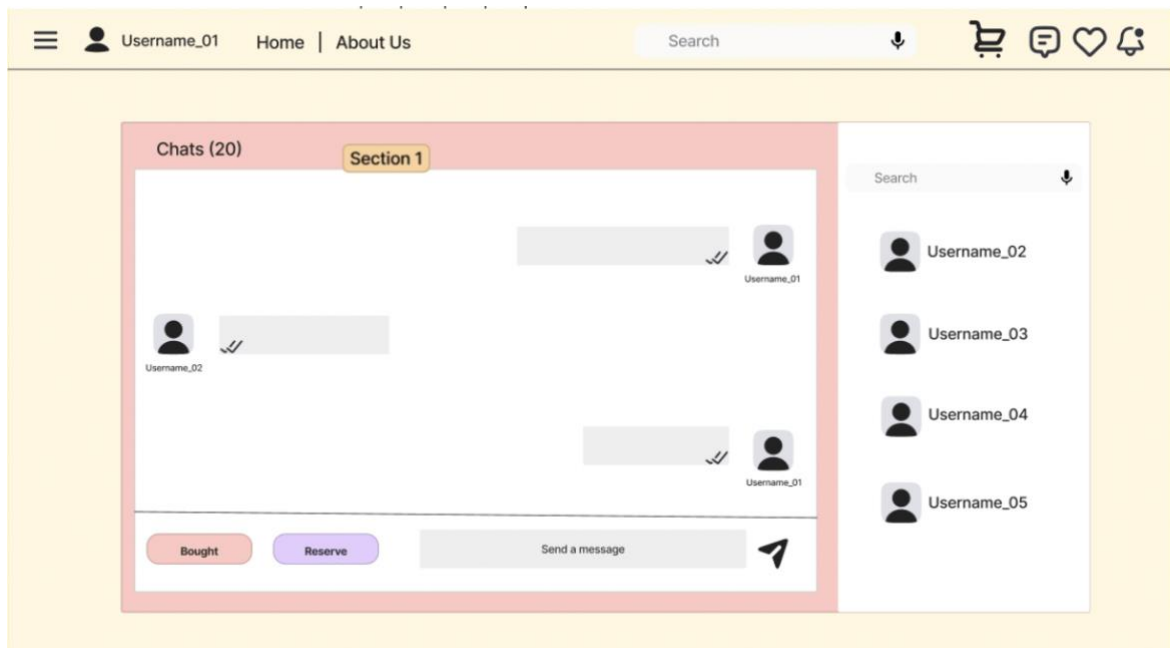 Username_01 Home | About Us Search
Chats (20)
Section 1
Search
Username_01
Username_02
Username_01
Bought Reserve Send a message
Username_02
Username_03
Username_04
Username_05